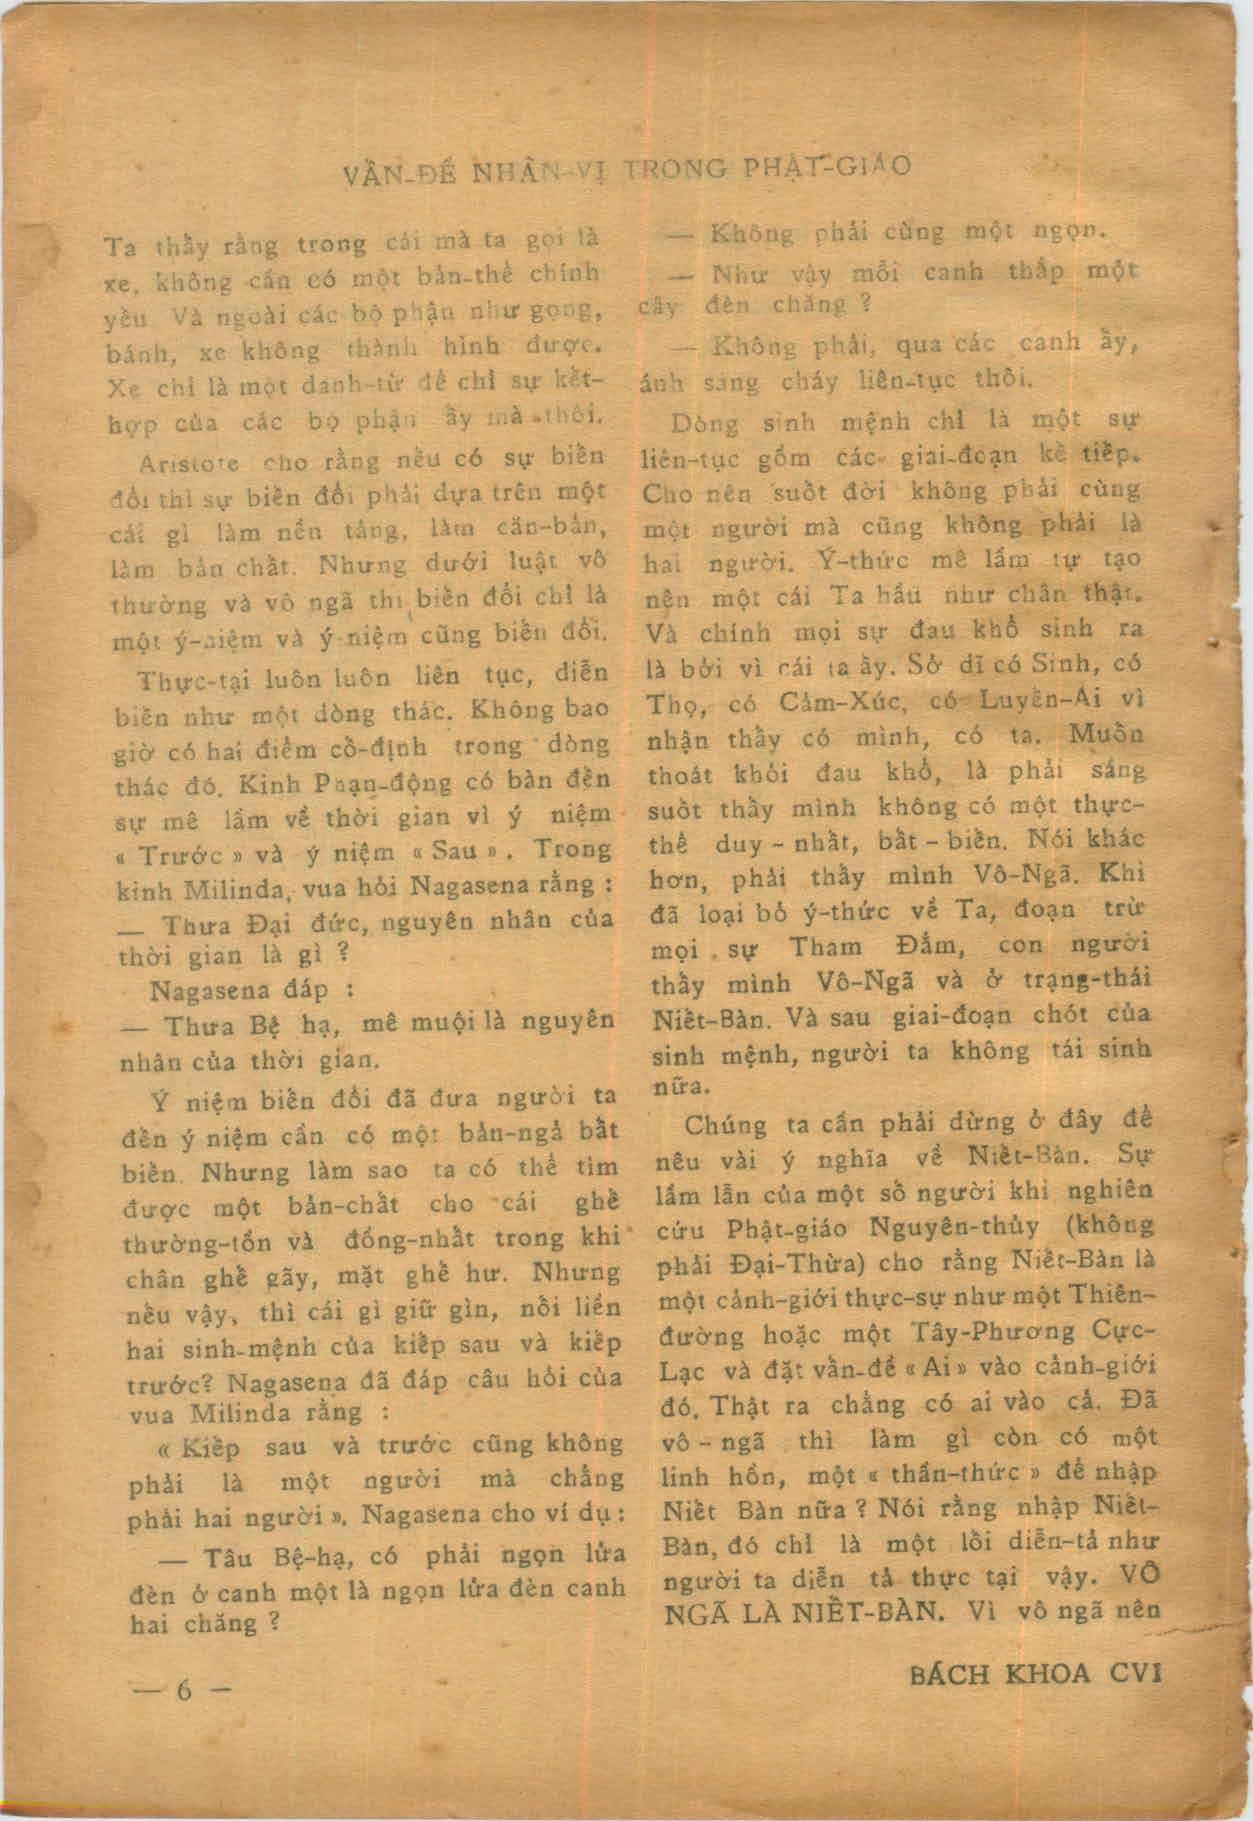 VẤN-ĐỀ NHÂN-VỊ TRONG PHẬT-GIÁO
Ta thấy rằng trong cái mà ta gọi là
xe, không cần có một bản-thể chính
yếu. Và ngoài các bộ phận như gọng,
bánh, xe không thành hình được.
Xe chỉ là một danh-từ để chỉ sự kết-
hợp của các bộ phận ấy mà thôi.
Aristote cho rằng nếu có sự biến
đổi thì sự biến đổi phải dựa trên một
cái gì làm nền tảng, làm căn-bản,
làm bản chất. Nhưng dưới luật vô
thường và vô ngã thì biến đổi chỉ là
một ý-niệm và ý-niệm cũng biến đổi.
Thực-tại luôn luôn liên tục, diễn
biến như một dòng thác. Không bao
giờ có hai điểm cố-định trong dòng
thác đó. Kinh Phạn-động có bàn đến
sự mê lầm về thời gian vì ý niệm
« Trước » và ý niệm « Sau ». Trong
kinh Milinda, vua hỏi Nagasena rằng :
— Thưa Đại đức, nguyên nhân của
thời gian là gì ?
Nagasena đáp :
— Thưa Bệ hạ, mê muội là nguyên
nhân của thời gian.
Ý niệm biến đổi đã đưa người ta
đến ý niệm cần có một bản-ngả bất
biến. Nhưng làm sao ta có thể tìm
được một bản-chất cho cái ghế
thường-tồn và đồng-nhất trong khi
chân ghế gãy, mặt ghế hư. Nhưng
nếu vậy, thì cái gì giữ gìn, nối liền
hai sinh-mệnh của kiếp sau và kiếp
trước? Nagasena đã đáp câu hỏi của
vua Milinda rằng :
« Kiếp sau và trước cũng không
phải là một người mà chẳng
phải hai người ». Nagasena cho ví dụ :
— Tâu Bệ-hạ, có phải ngọn lửa
đèn ở canh một là ngọn lửa đèn canh
hai chăng ?
— Không phải cùng một ngọn.
— Như vậy mỗi canh thắp một
cây đèn chăng ?
— Không phải, qua các canh ấy,
ánh sáng cháy liên-tục thôi.
Dòng sinh mệnh chỉ là một sự
liên-tục gồm các giai-đoạn kế tiếp.
Cho nên suốt đời không phải cùng
một người mà cũng không phải là
hai người. Ý-thức mê lầm tự tạo
nên một cái Ta hầu như chân thật.
Và chính mọi sự đau khổ sinh ra
là bởi vì cái ta ấy. Sở dĩ có Sinh, có
Thọ, có Cảm-Xúc, có Luyến-Ái vì
nhận thấy có mình, có ta. Muốn
thoát khỏi đau khổ, là phải sáng
suốt thấy mình không có một thực-
thể duy – nhất, bất – biến. Nói khác
hơn, phải thấy mình Vô-Ngã. Khi
đã loại bỏ ý-thức về Ta, đoạn trừ
mọi sự Tham Đắm, con người
thấy mình Vô-Ngã và ở trạng-thái
Niết-Bàn. Và sau giai-đoạn chót của
sinh mệnh, người ta không tái sinh
nữa.
Chúng ta cần phải dừng ở đây để
nêu vài ý nghĩa về Niết-Bàn. Sự
lầm lẫn của một số người khi nghiên
cứu Phật-giáo Nguyên-thủy (không
phải Đại-Thừa) cho rằng Niết-Bàn là
một cảnh-giới thực-sự như một Thiên-
đường hoặc một Tây-Phương Cực-
Lạc và đặt vấn-đề « Ai » vào cảnh-giới
đó. Thật ra chẳng có ai vào cả. Đã
vô – ngã thì làm gì còn có một
linh hồn, một « thần-thức » để nhập
Niết Bàn nữa ? Nói rằng nhập Niết-
Bàn, đó chỉ là một lối diễn-tả như
người ta diễn tả thực tại vậy. VÔ
NGÃ LÀ NIẾT-BÀN. Vì vô ngã nên
— 6 —
BÁCH KHOA CVI